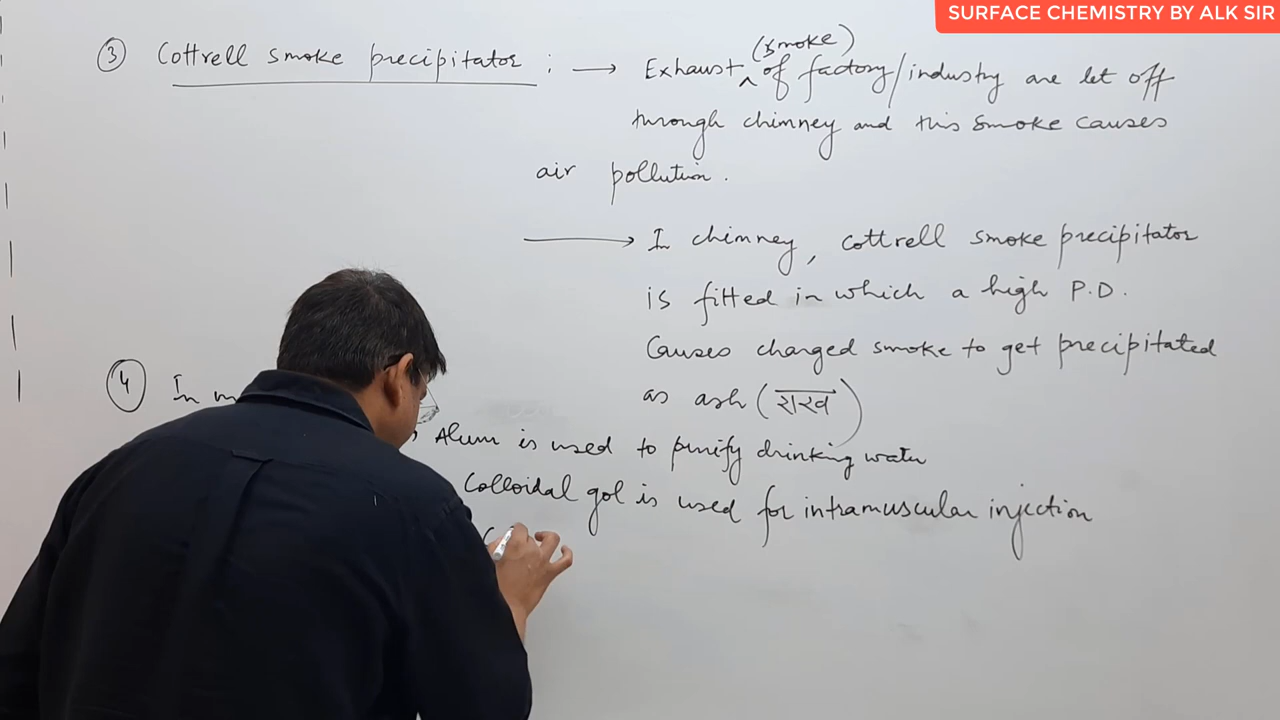 SURFACE CHEMISTRY BY ALK SIR
③ Cottrell smoke precipitator : → Exhaust ^ (smoke) of factory/industry are let off
through chimney and this smoke causes
air pollution.
→ In chimney, cottrell smoke precipitator
is fitted in which a high P.D.
Causes charged smoke to get precipitated
as ash (राख)
④ In
Alum is used to purify drinking water
Colloidal gol is used for intramuscular injection